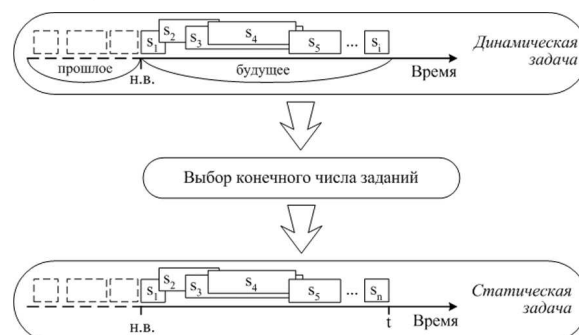 s₁ s₂ s₃ s₄ s₅ ... sᵢ
Динамическая
задача
прошлое н.в. будущее Время
Выбор конечного числа заданий
s₁ s₂ s₃ s₄ s₅ ... sₙ
Статическая
задача
н.в. t Время